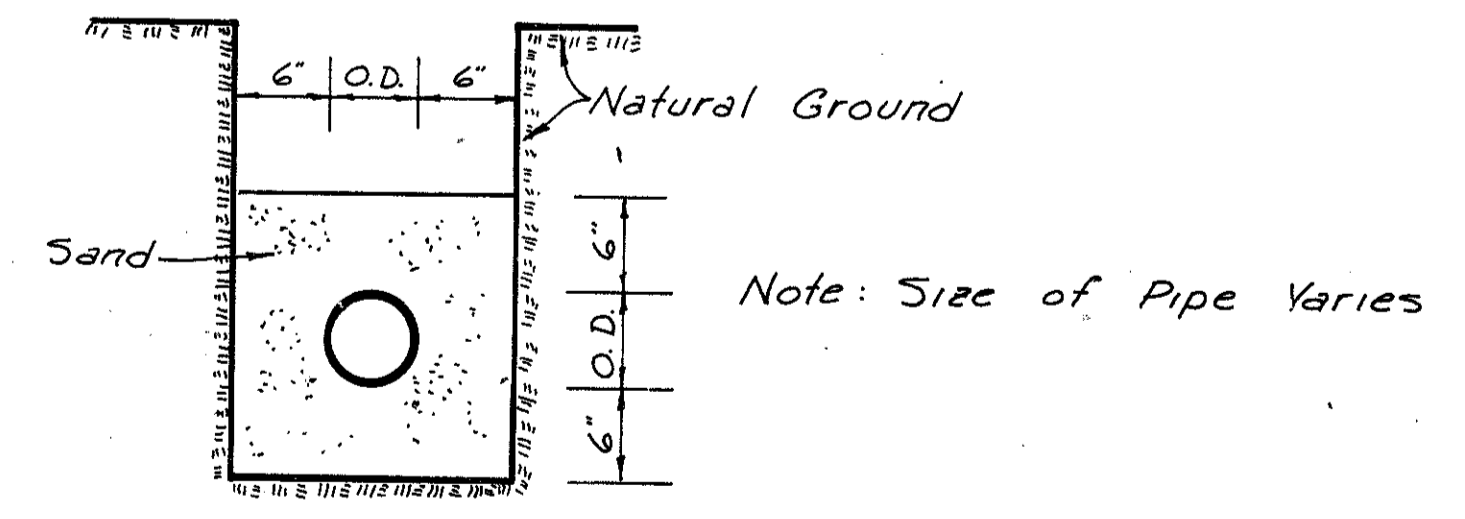 6" O.D. 6"
Natural Ground
Sand
6"
O.D.
6"
Note: Size of Pipe Varies